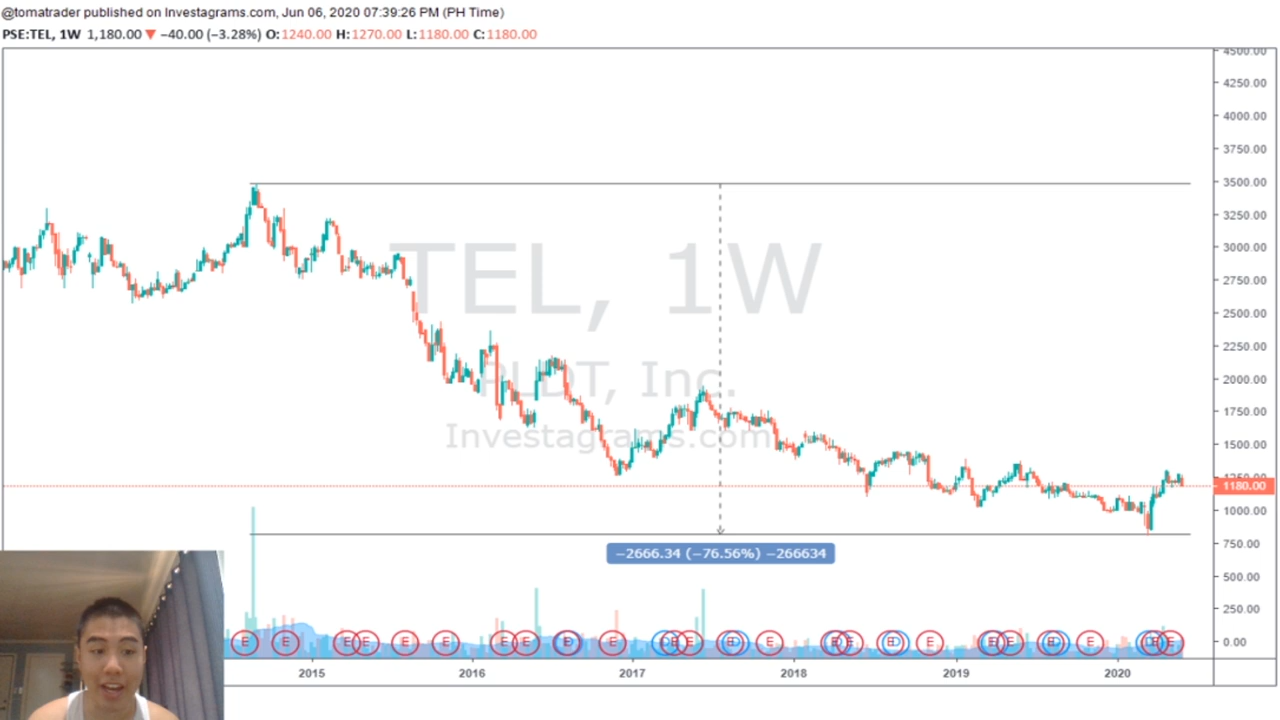 @tomatrader published on Investagrams.com, Jun 06, 2020 07:39:26 PM (PH Time)
PSE:TEL, 1W 1,180.00 ▼ −40.00 (−3.28%) O:1240.00 H:1270.00 L:1180.00 C:1180.00
4500.00
4250.00
4000.00
3750.00
3500.00
3250.00
3000.00
2750.00
2500.00
2250.00
2000.00
1750.00
1500.00
1250.00
1180.00
1000.00
750.00
500.00
250.00
0.00
TEL, 1W
PLDT, Inc.
Investagrams.com
−2666.34 (−76.56%) −266634
E E E E E E E E E E E E E E E E E E
2015 2016 2017 2018 2019 2020